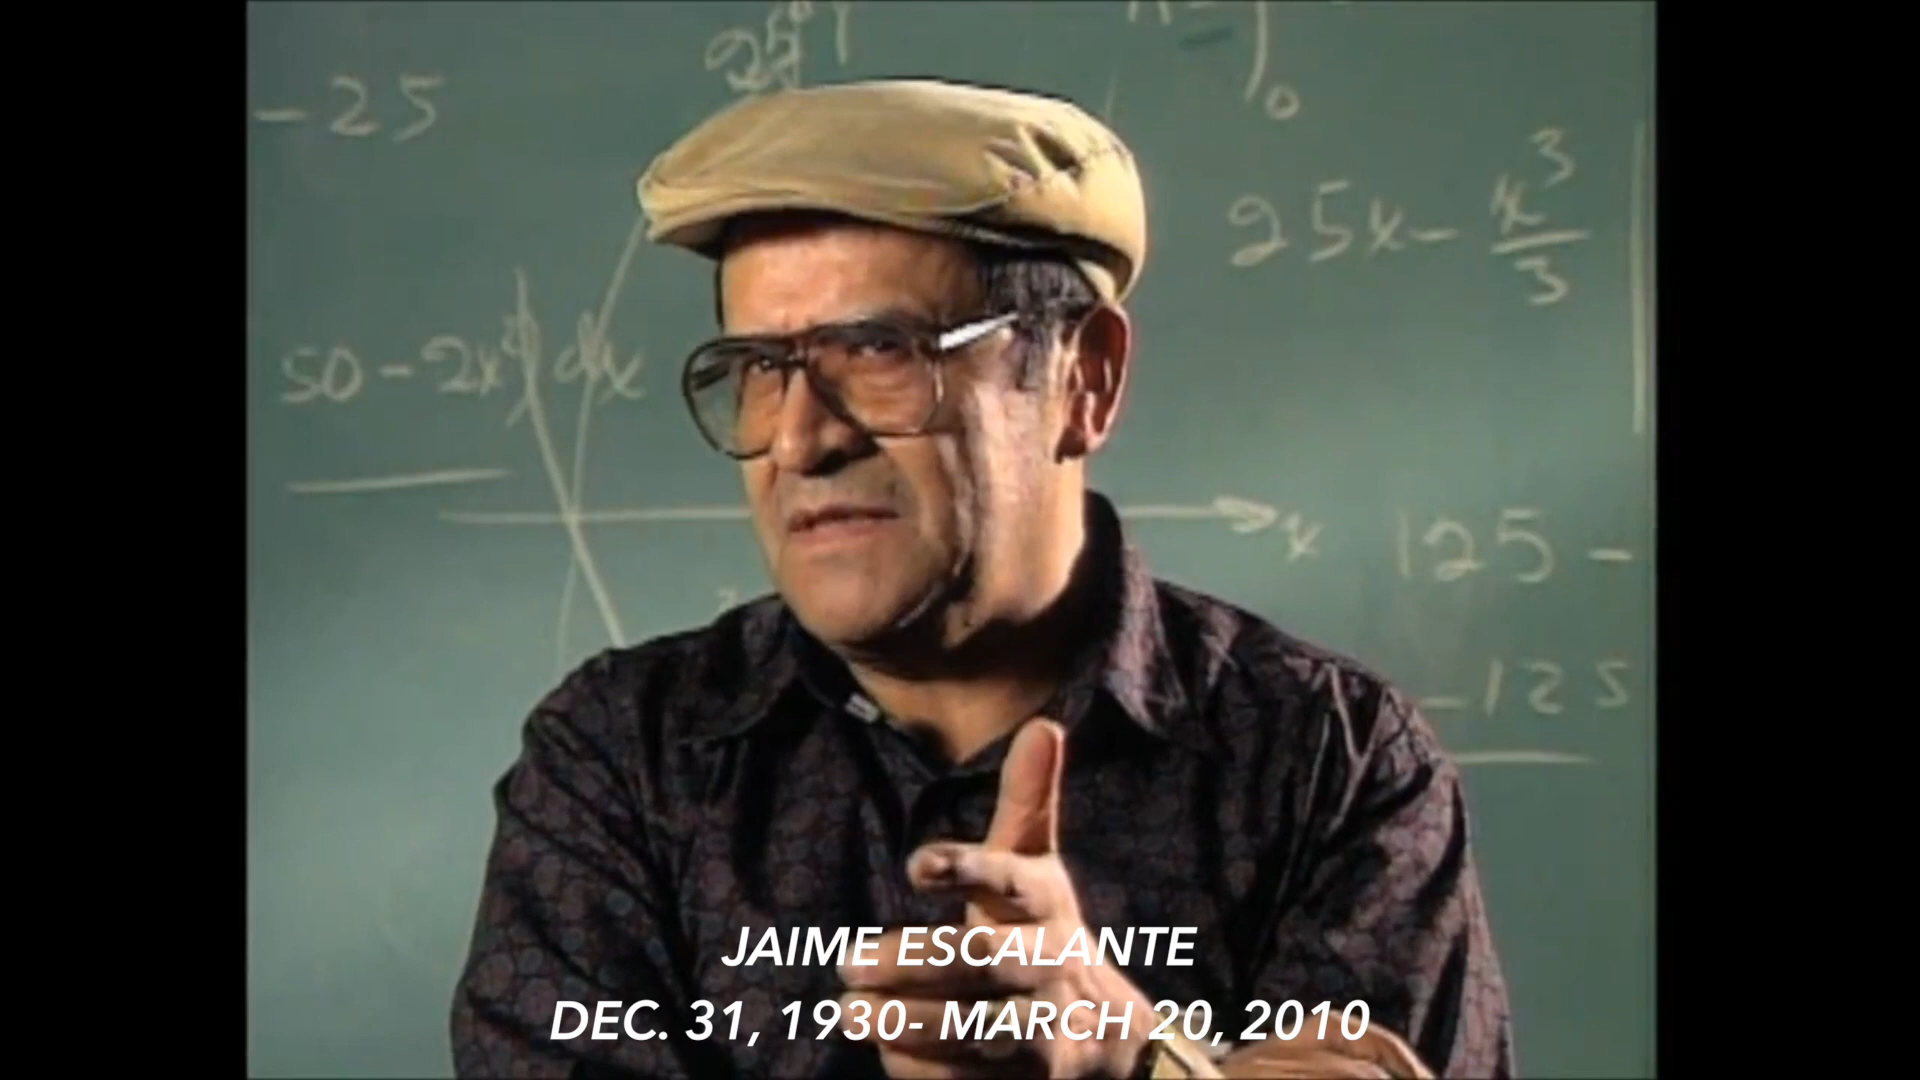 -25
25x - x³/3
50 - 2x²) dx
x
125 -
-125
JAIME ESCALANTE
DEC. 31, 1930- MARCH 20, 2010